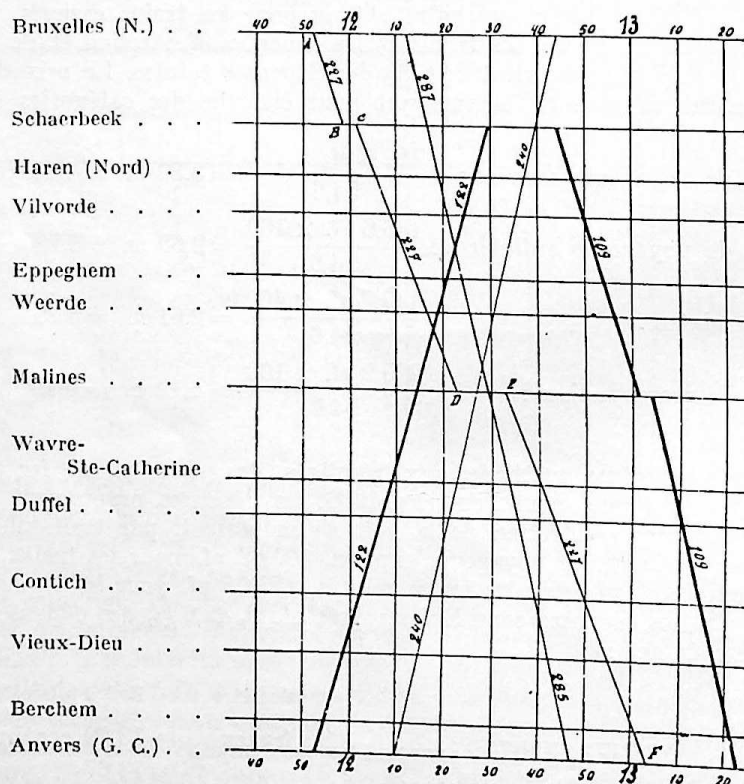 40 50 12 10 20 30 40 50 13 10 20
Bruxelles (N.) . .
A
227
287
240
Schaerbeek . . .
B c
Haren (Nord) . .
122
Vilvorde . . . .
227
109
Eppeghem . . . .
Weerde . . . .
Malines . . . .
D E
Wavre-
Ste-Catherine
Duffel . . . . .
122
227
109
Contich . . . .
240
Vieux-Dieu . . .
285
Berchem . . . .
Anvers (G. C.) . .
F
40 50 12 10 20 30 40 50 13 10 20